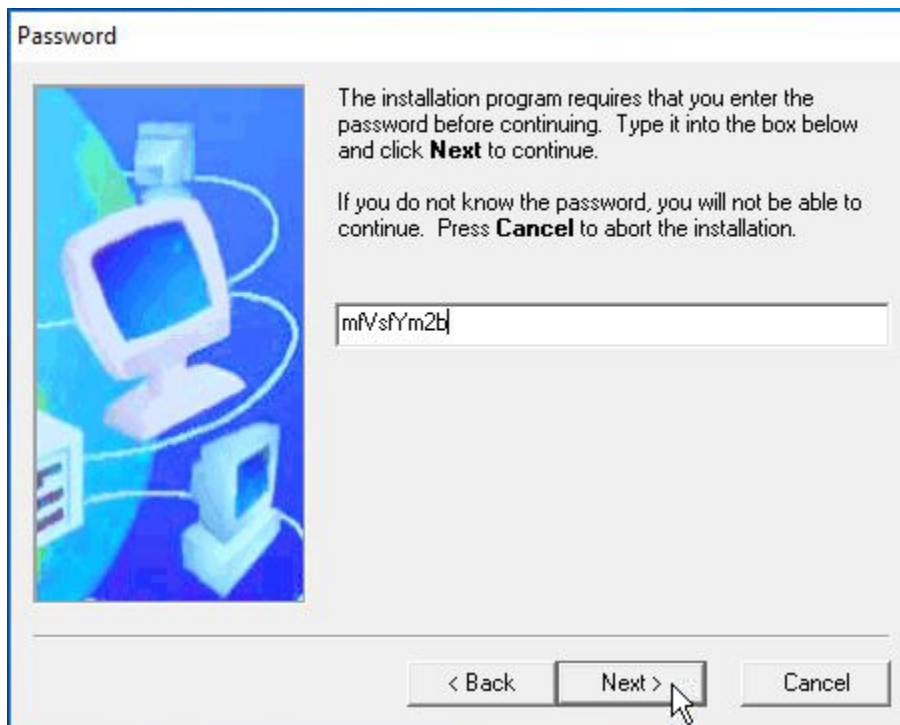 Password
The installation program requires that you enter the
password before continuing.  Type it into the box below
and click Next to continue.
If you do not know the password, you will not be able to
continue.  Press Cancel to abort the installation.
mfVsfYm2b
< Back
Next >
Cancel